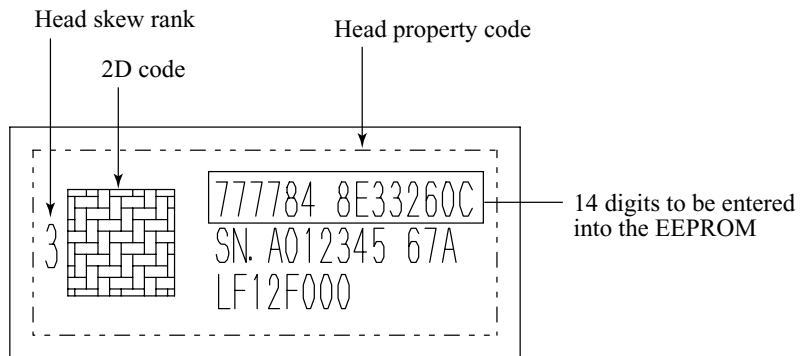 Head skew rank
Head property code
2D code
777784 8E33260C
14 digits to be entered
into the EEPROM
3
SN. A012345 67A
LF12F000